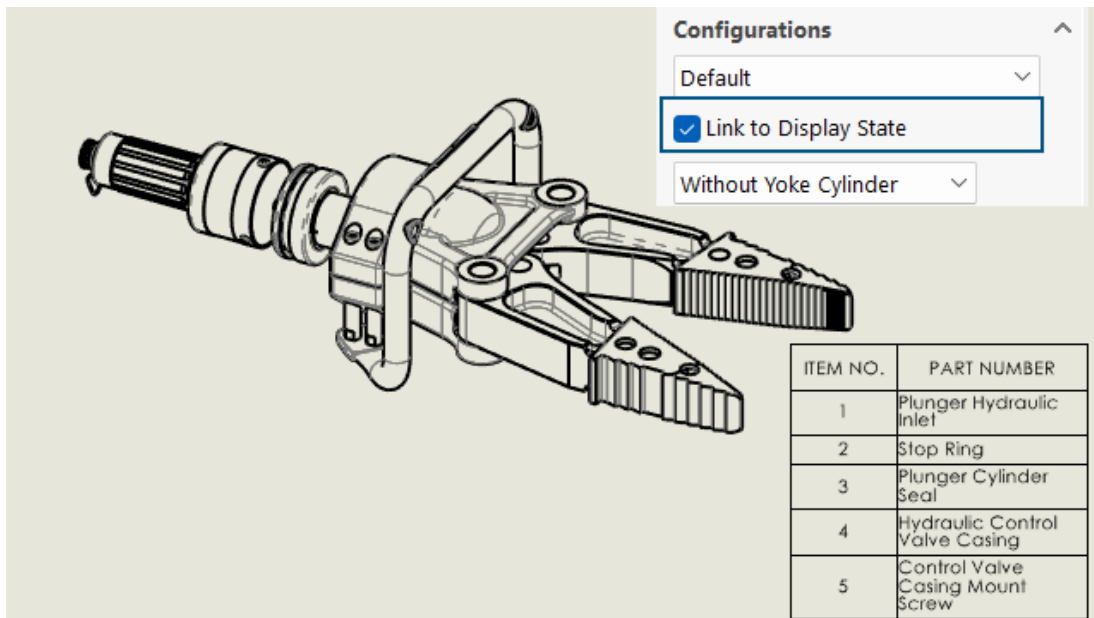 Configurations
Default
Link to Display State
Without Yoke Cylinder
ITEM NO. PART NUMBER
1 Plunger Hydraulic
Inlet
2 Stop Ring
3 Plunger Cylinder
Seal
4 Hydraulic Control
Valve Casing
Control Valve
5 Casing Mount
Screw